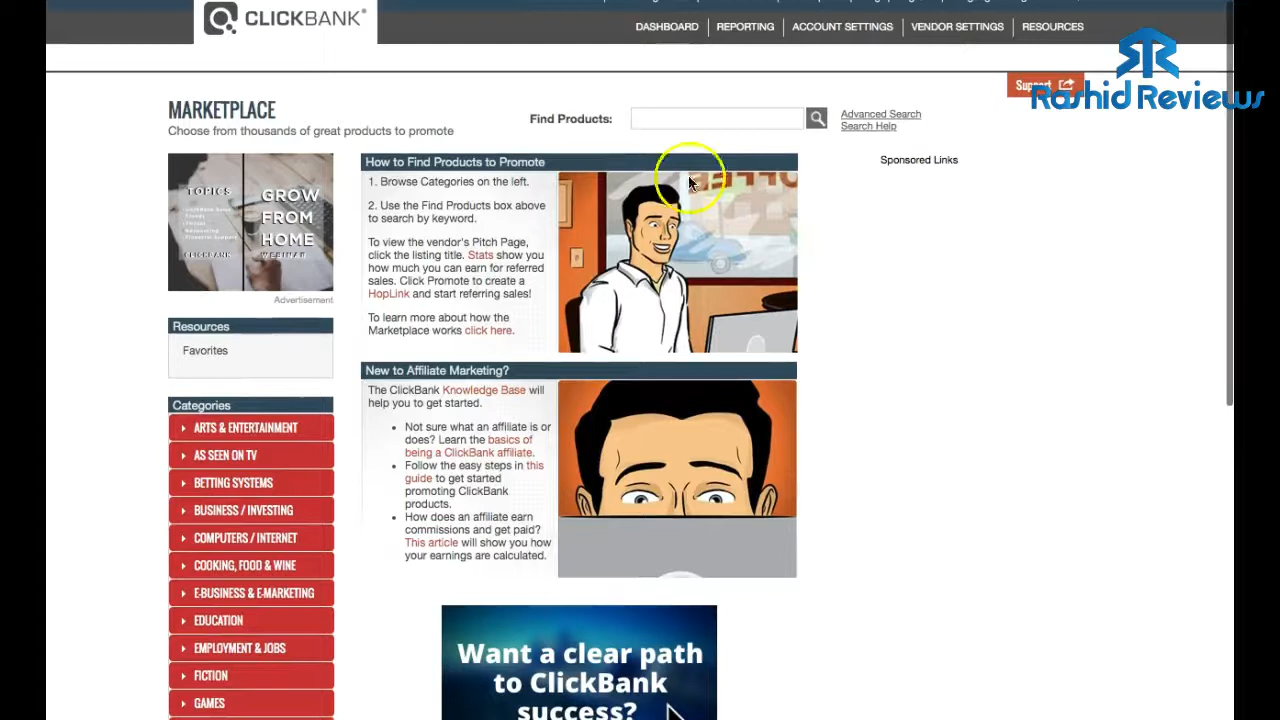 CLICKBANK®
DASHBOARD
REPORTING
ACCOUNT SETTINGS
VENDOR SETTINGS
RESOURCES
Support
Rashid Reviews
MARKETPLACE
Choose from thousands of great products to promote
Find Products:
Advanced Search
Search Help
Sponsored Links
TOPICS
GROW
FROM
HOME
WEBINAR
CLICKBANK
Advertisement
Resources
Favorites
Categories
ARTS & ENTERTAINMENT
AS SEEN ON TV
BETTING SYSTEMS
BUSINESS / INVESTING
COMPUTERS / INTERNET
COOKING, FOOD & WINE
E-BUSINESS & E-MARKETING
EDUCATION
EMPLOYMENT & JOBS
FICTION
GAMES
How to Find Products to Promote
1. Browse Categories on the left.
2. Use the Find Products box above
to search by keyword.
To view the vendor's Pitch Page,
click the listing title. Stats show you
how much you can earn for referred
sales. Click Promote to create a
HopLink and start referring sales!
To learn more about how the
Marketplace works click here.
New to Affiliate Marketing?
The ClickBank Knowledge Base will
help you to get started.
• Not sure what an affiliate is or
does? Learn the basics of
being a ClickBank affiliate.
• Follow the easy steps in this
guide to get started
promoting ClickBank
products.
• How does an affiliate earn
commissions and get paid?
This article will show you how
your earnings are calculated.
Want a clear path
to ClickBank
success?